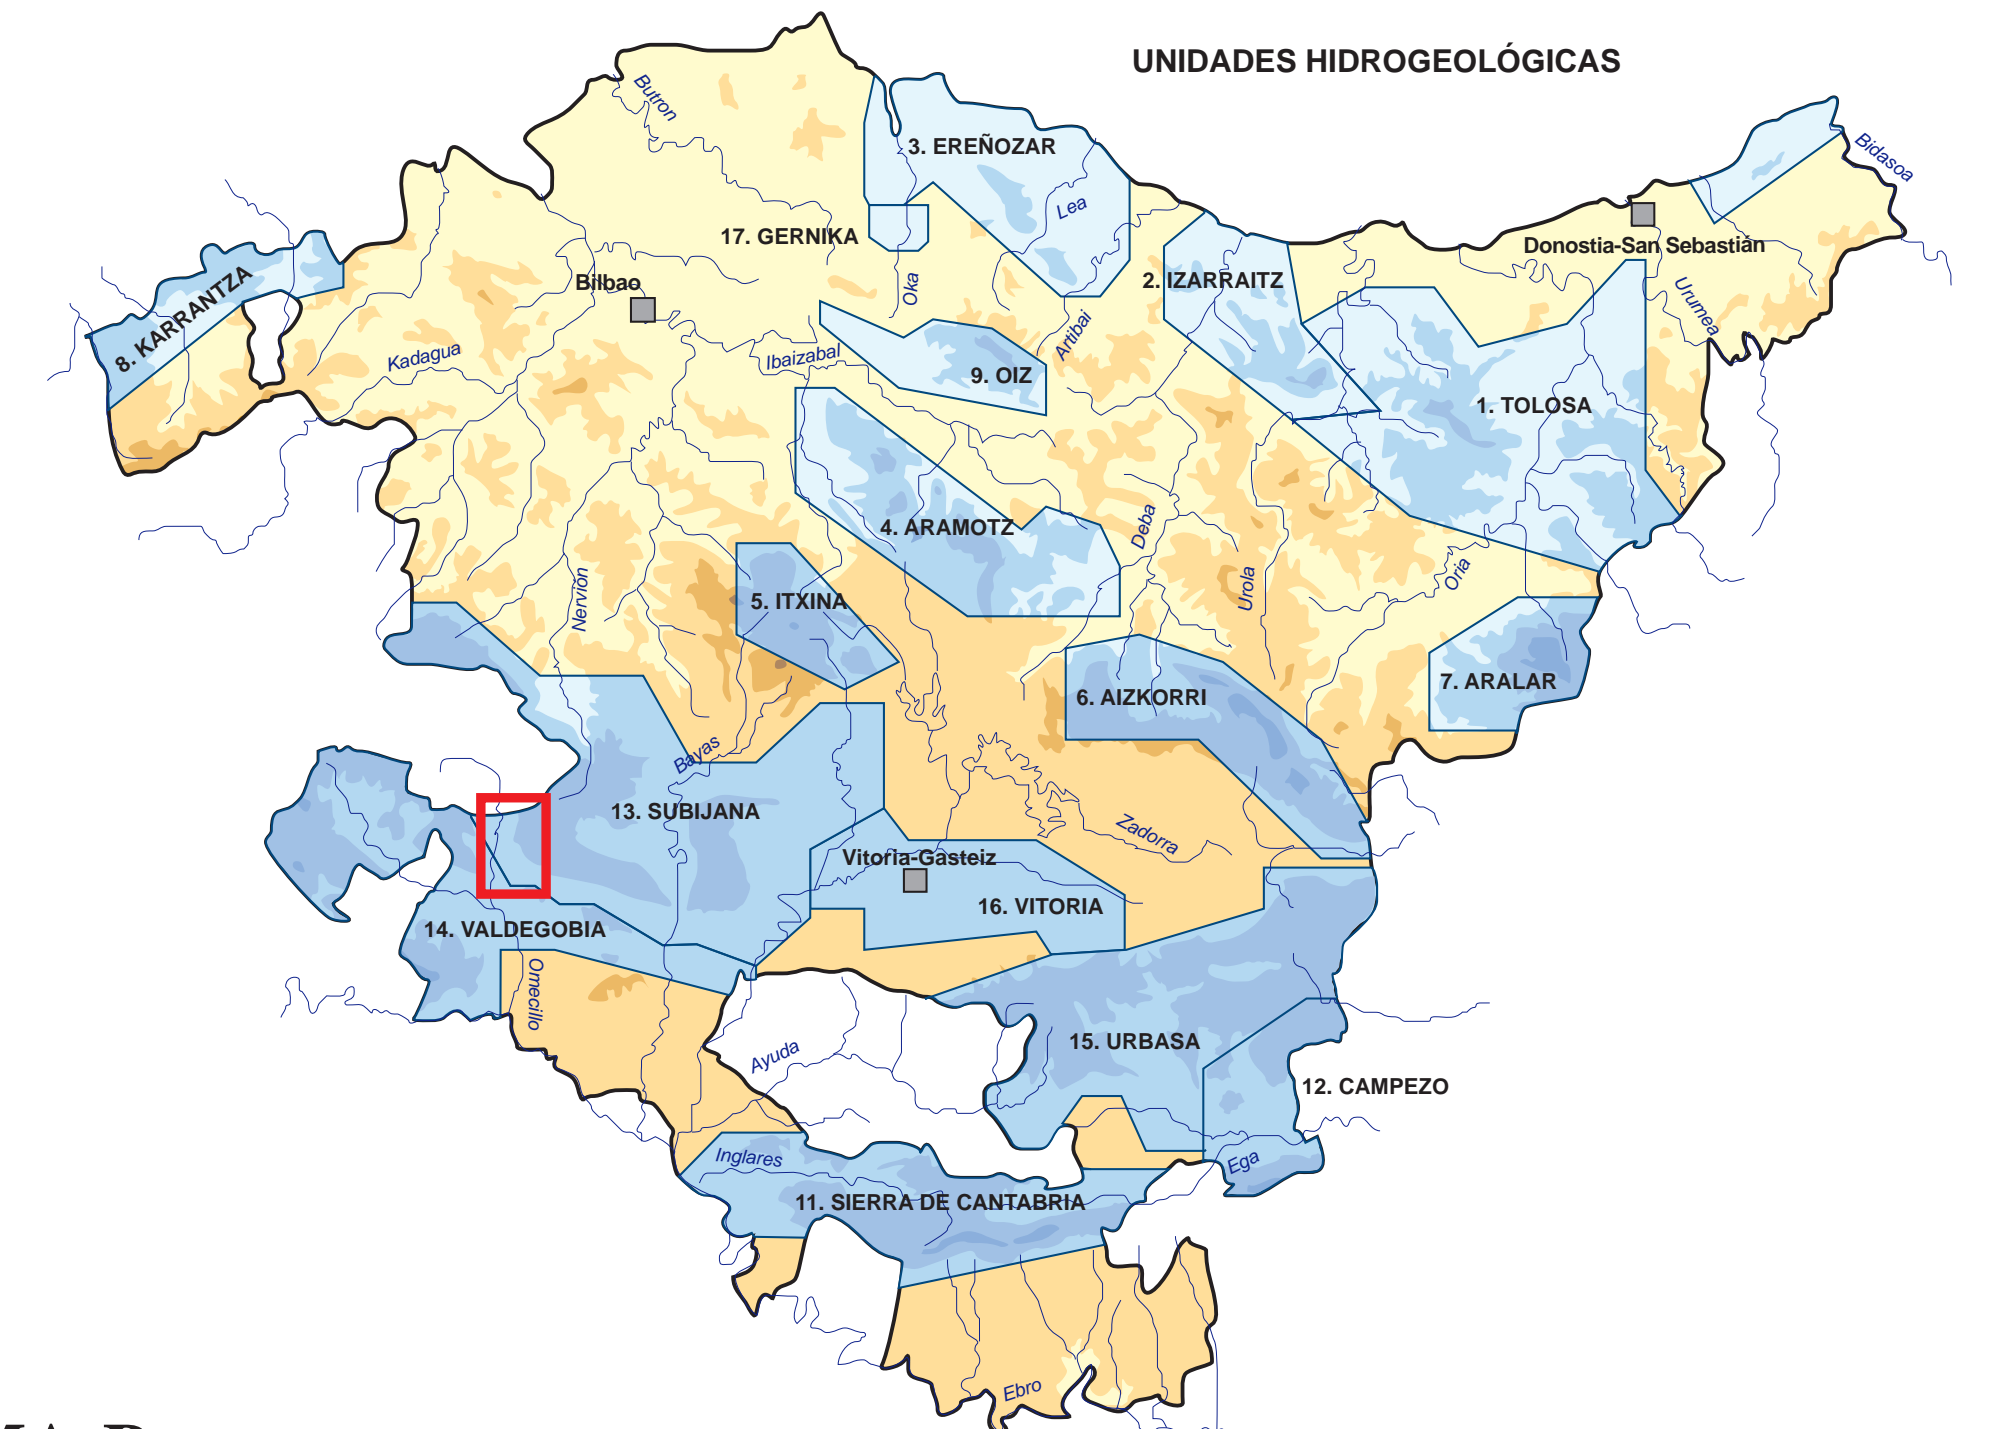 UNIDADES HIDROGEOLÓGICAS
Butron
3. EREÑOZAR
Bidasoa
Lea
17. GERNIKA
Donostia-San Sebastián
Bilbao
Oka
2. IZARRAITZ
Urumea
8. KARRANTZA
Kadagua
Ibaizabal
Artibai
9. OIZ
1. TOLOSA
4. ARAMOTZ
Deba
Nervión
5. ITXINA
Urola
Oria
7. ARALAR
6. AIZKORRI
Bayas
13. SUBIJANA
Zadorra
Vitoria-Gasteiz
16. VITORIA
14. VALDEGOBIA
Omecillo
15. URBASA
Ayuda
12. CAMPEZO
Inglares
Ega
11. SIERRA DE CANTABRIA
Ebro